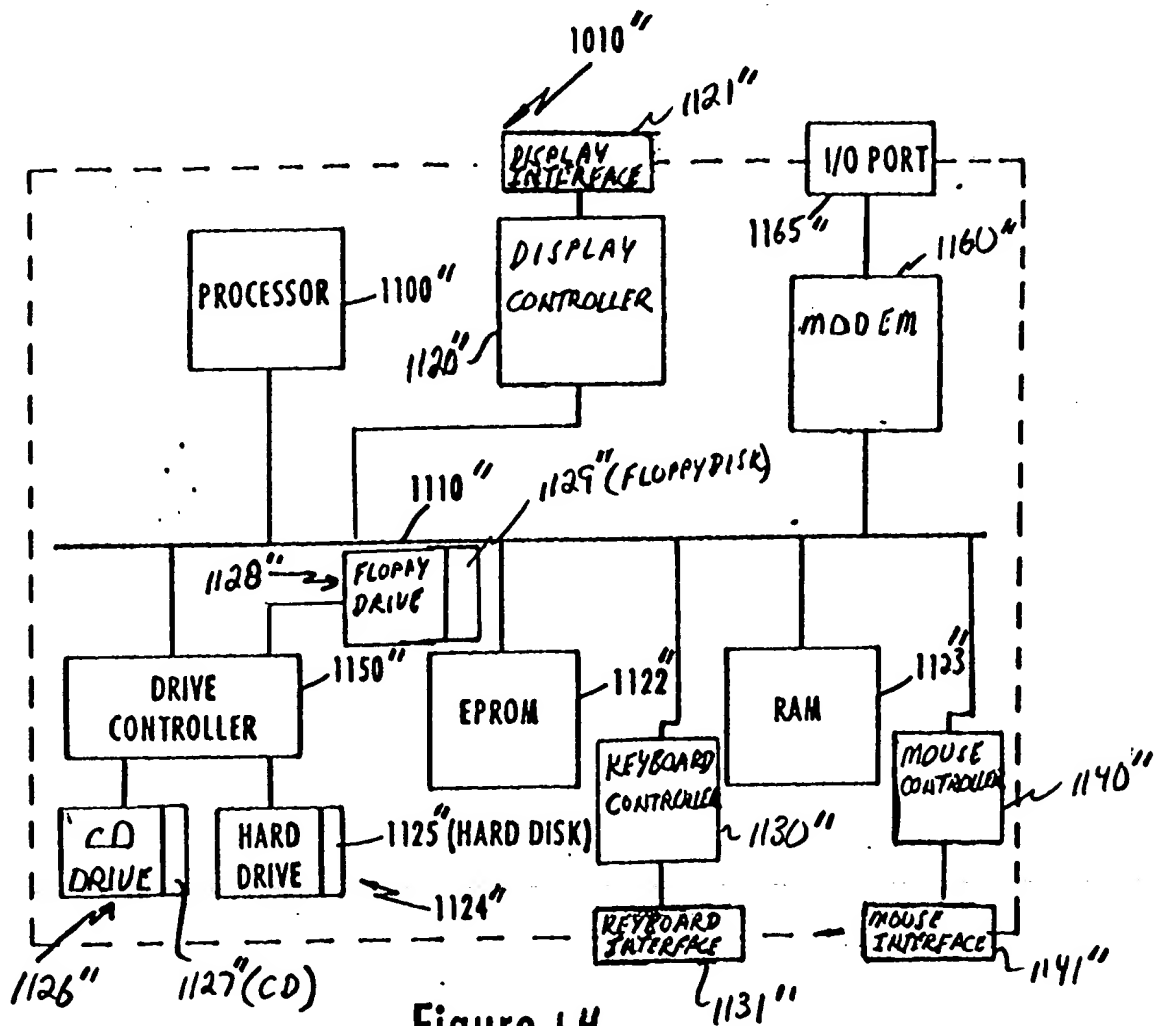 1010"
1121"
DISPLAY
INTERFACE
I/O PORT
1165"
1160"
PROCESSOR
1100"
DISPLAY
CONTROLLER
1120"
MODEM
1110"
1129" (FLOPPY DISK)
1128"
FLOPPY
DRIVE
DRIVE
CONTROLLER
1150"
EPROM
1122"
RAM
1123"
KEYBOARD
CONTROLLER
1130"
MOUSE
CONTROLLER
1140"
CD
DRIVE
HARD
DRIVE
1125" (HARD DISK)
1124"
1126"
1127" (CD)
KEYBOARD
INTERFACE
1131"
MOUSE
INTERFACE
1141"